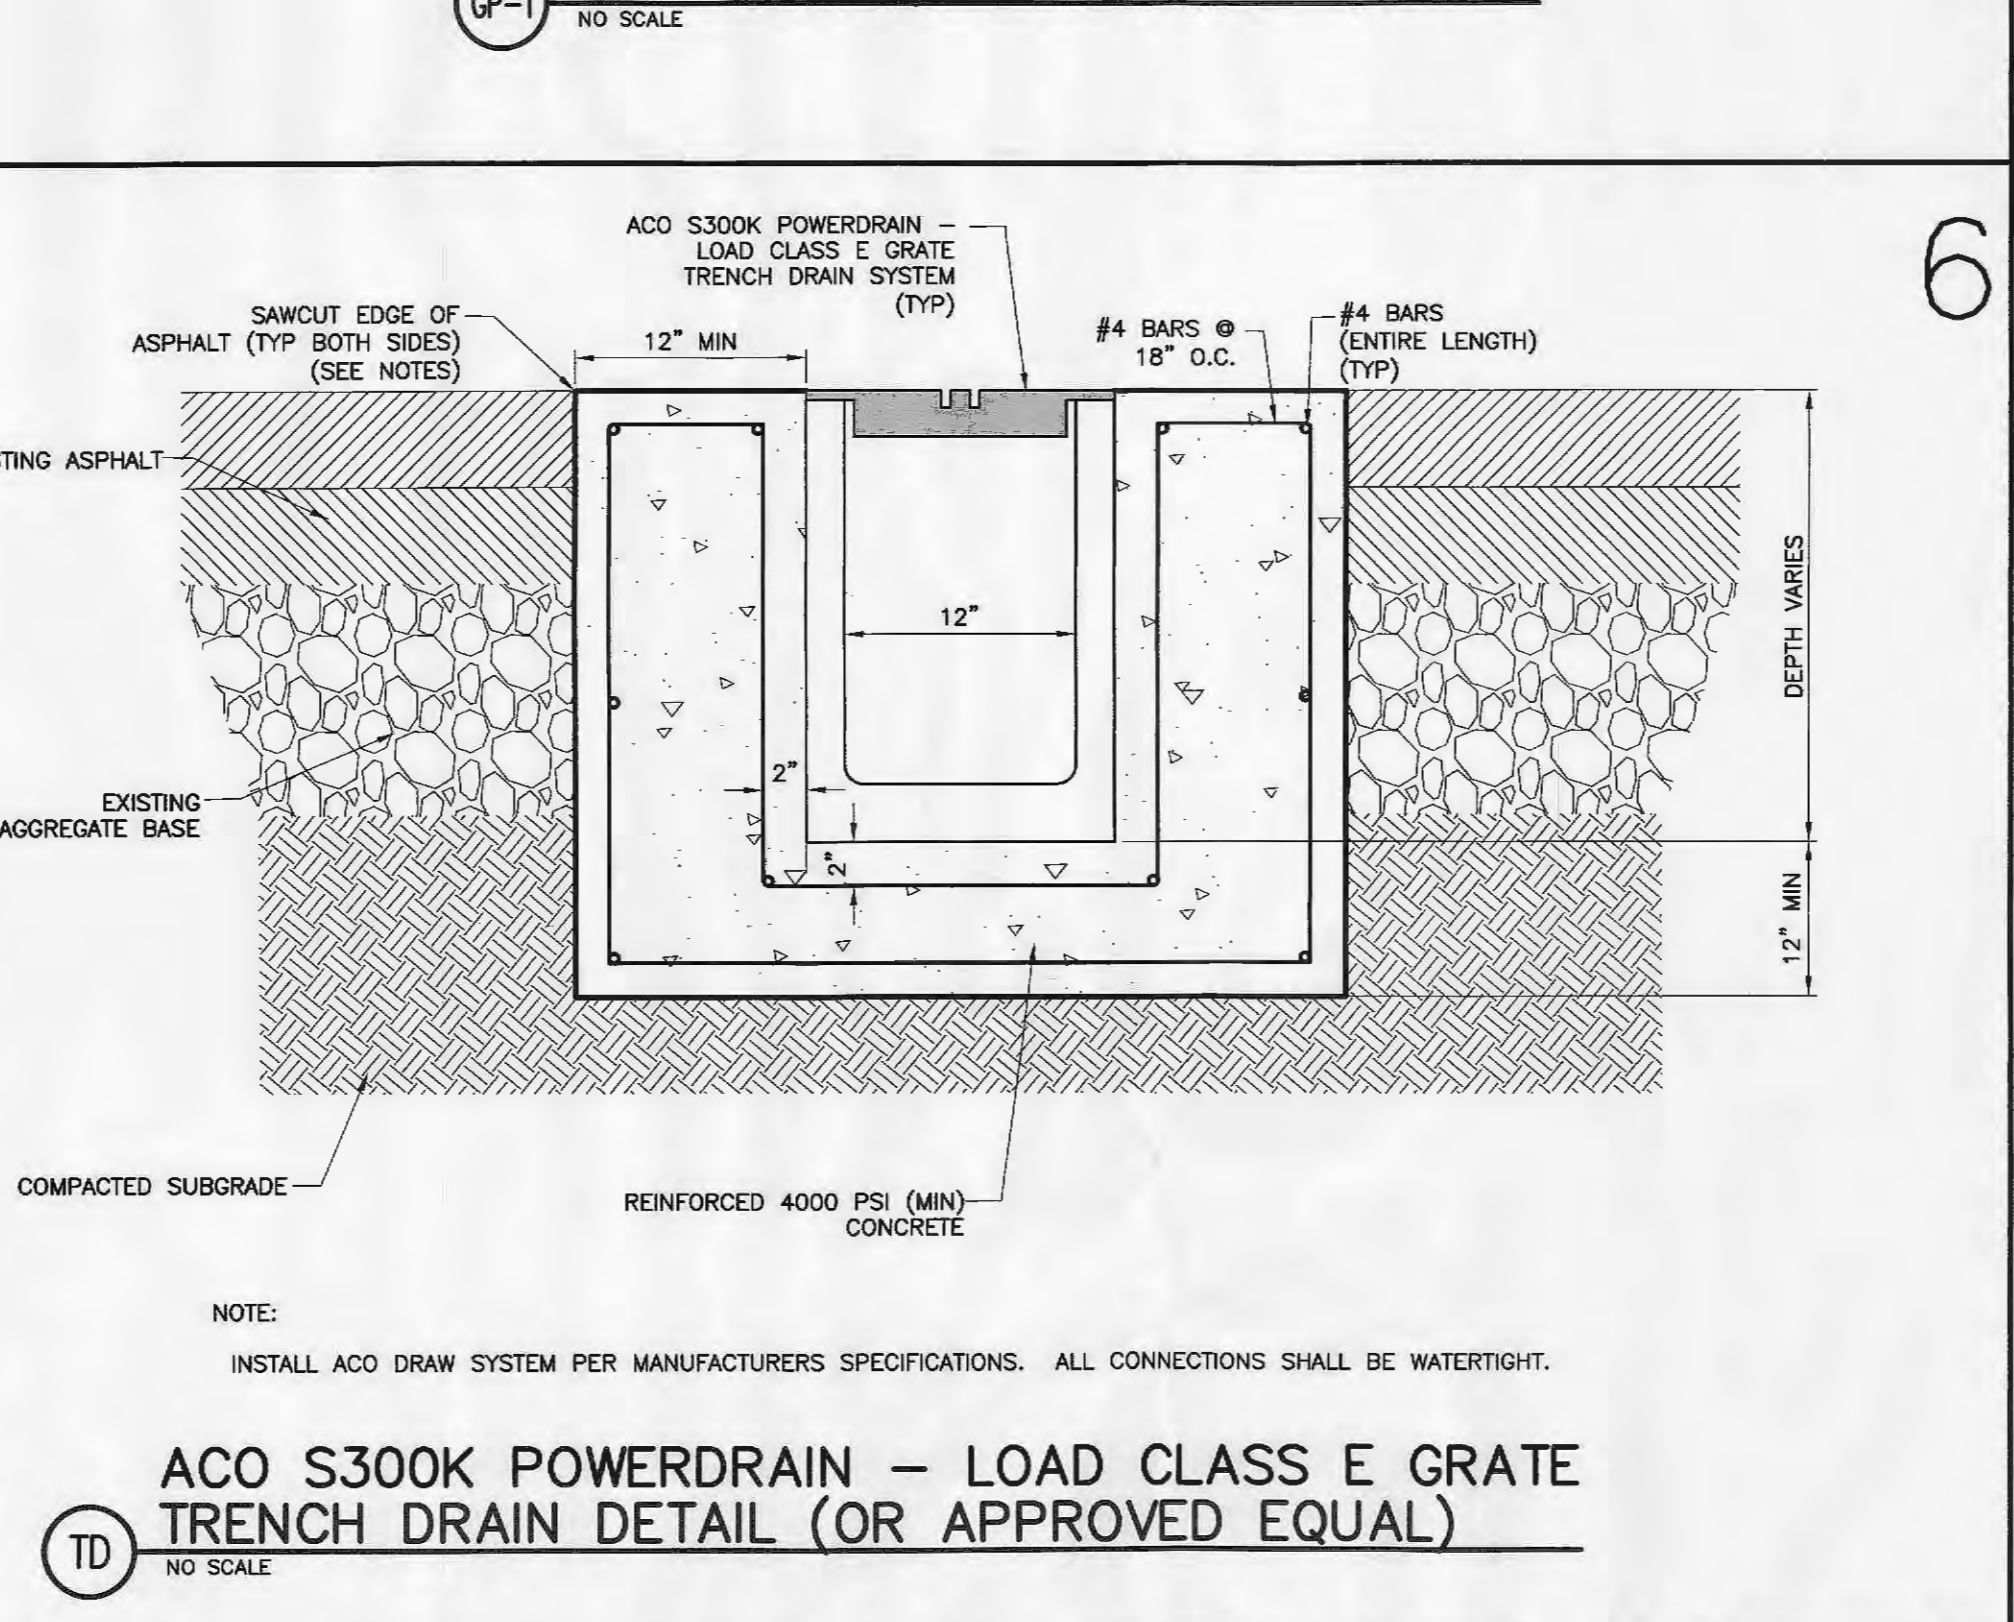 GP-1
NO SCALE
6
ACO S300K POWERDRAIN –
LOAD CLASS E GRATE
TRENCH DRAIN SYSTEM
(TYP)
SAWCUT EDGE OF
ASPHALT (TYP BOTH SIDES)
(SEE NOTES)
12" MIN
#4 BARS @
18" O.C.
#4 BARS
(ENTIRE LENGTH)
(TYP)
TING ASPHALT
12"
DEPTH VARIES
2"
EXISTING
AGGREGATE BASE
2"
12" MIN
COMPACTED SUBGRADE
REINFORCED 4000 PSI (MIN)
CONCRETE
NOTE:
INSTALL ACO DRAW SYSTEM PER MANUFACTURERS SPECIFICATIONS. ALL CONNECTIONS SHALL BE WATERTIGHT.
ACO S300K POWERDRAIN – LOAD CLASS E GRATE
TRENCH DRAIN DETAIL (OR APPROVED EQUAL)
TD
NO SCALE